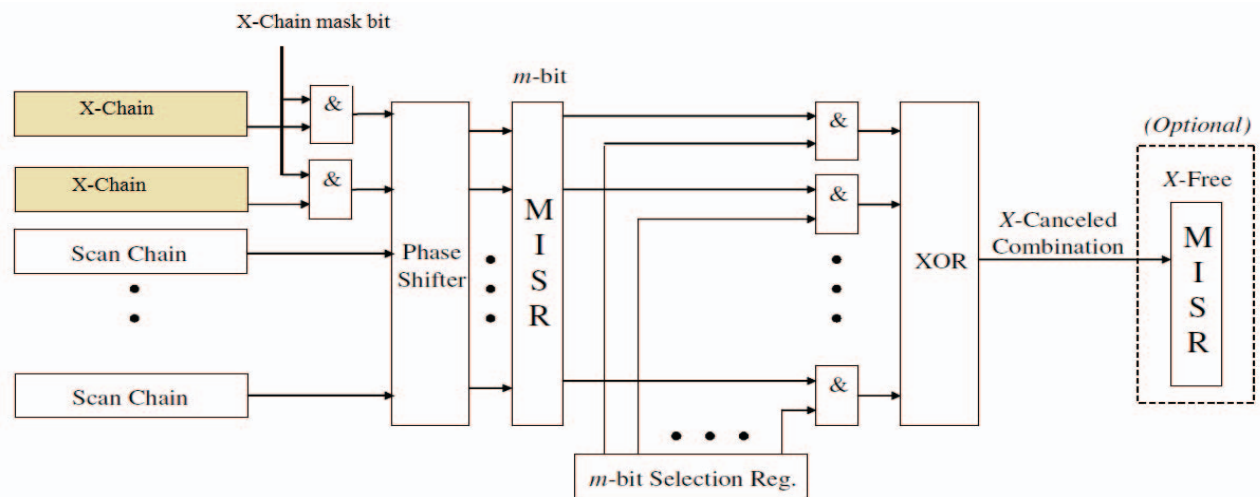 X-Chain mask bit
m-bit
X-Chain
&
&
(Optional)
X-Chain
&
&
X-Free
Scan Chain
Phase
Shifter
M
I
S
R
X-Canceled
Combination
XOR
M
I
S
R
Scan Chain
&
m-bit Selection Reg.